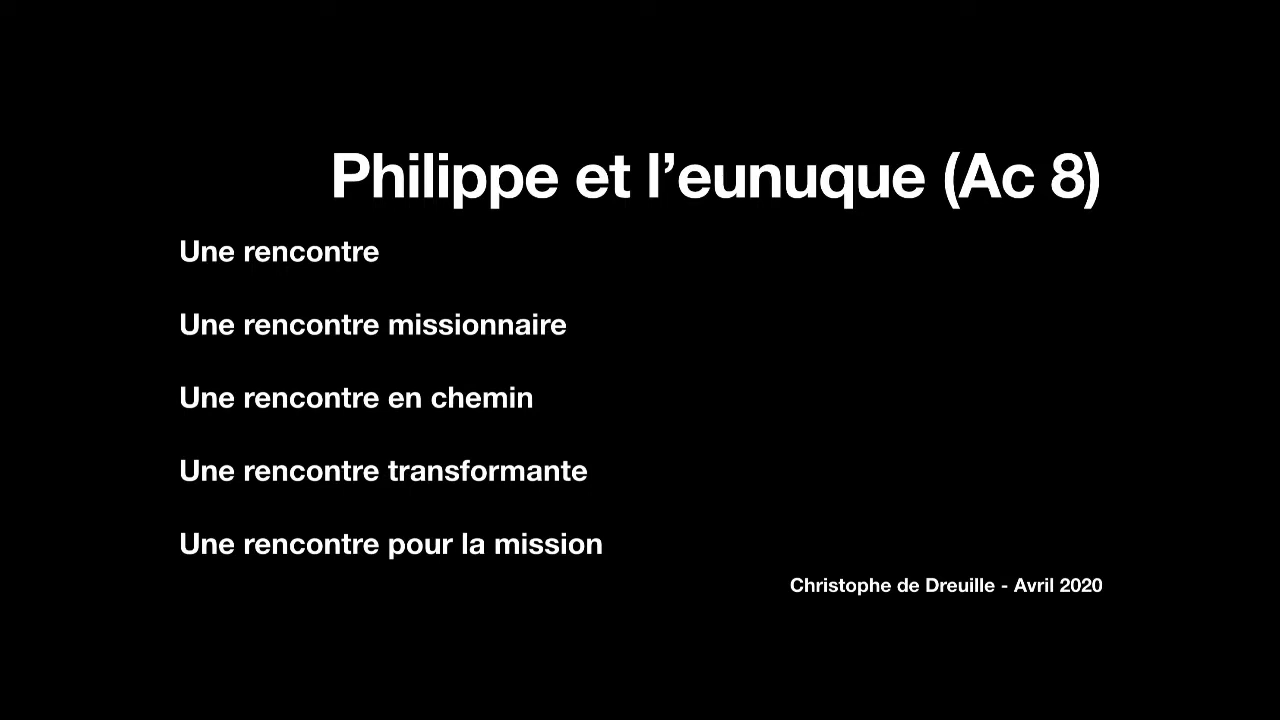 Philippe et l’eunuque (Ac 8)
Une rencontre
Une rencontre missionnaire
Une rencontre en chemin
Une rencontre transformante
Une rencontre pour la mission
Christophe de Dreuille - Avril 2020